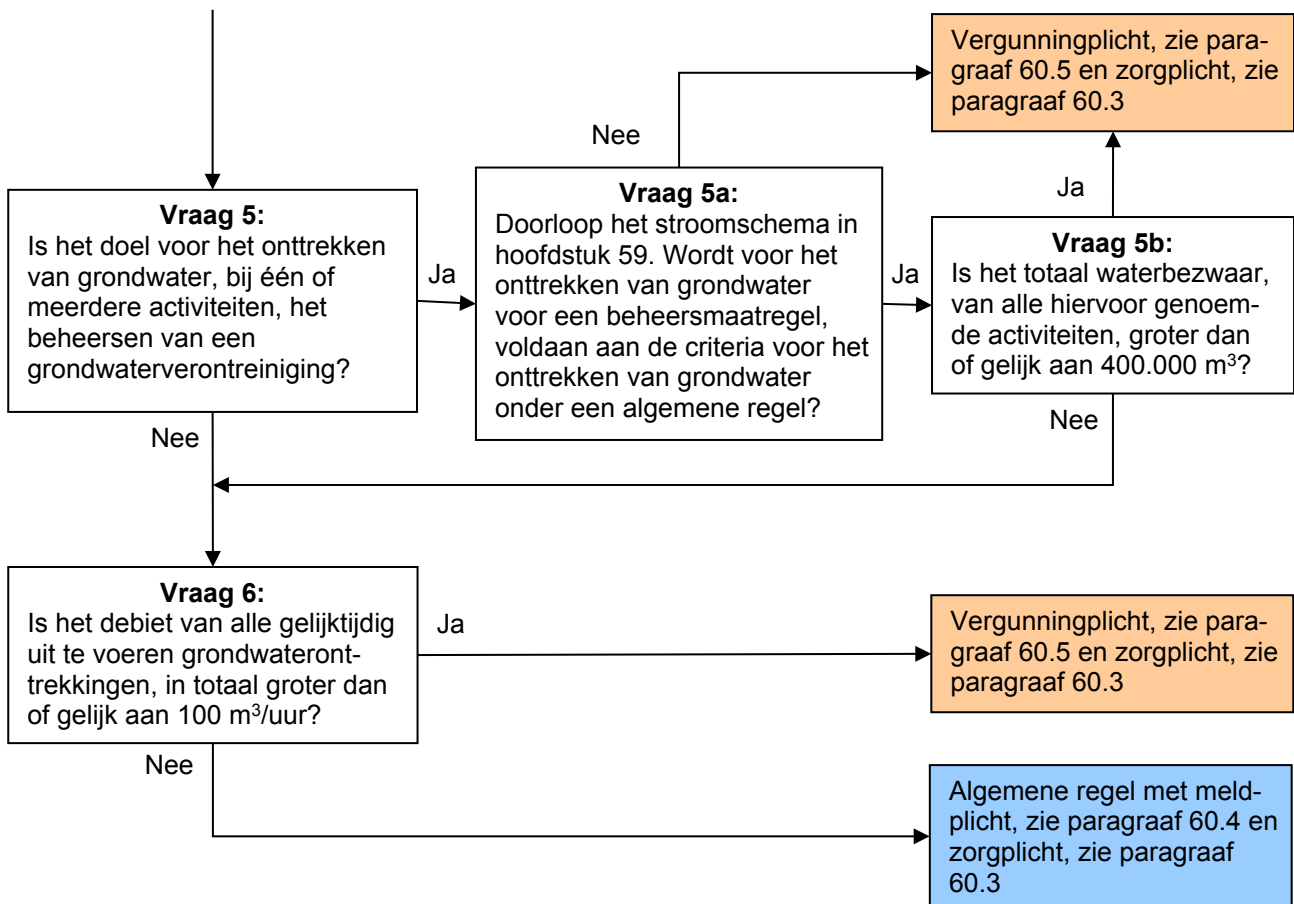 Vergunningplicht, zie para-
graaf 60.5 en zorgplicht, zie
paragraaf 60.3
Nee
Ja
Vraag 5:
Is het doel voor het onttrekken
van grondwater, bij één of
meerdere activiteiten, het
beheersen van een
grondwaterverontreiniging?
Ja
Vraag 5a:
Doorloop het stroomschema in
hoofdstuk 59. Wordt voor het
onttrekken van grondwater
voor een beheersmaatregel,
voldaan aan de criteria voor het
onttrekken van grondwater
onder een algemene regel?
Ja
Vraag 5b:
Is het totaal waterbezwaar,
van alle hiervoor genoem-
de activiteiten, groter dan
of gelijk aan 400.000 m³?
Nee
Nee
Vraag 6:
Is het debiet van alle gelijktijdig
uit te voeren grondwateront-
trekkingen, in totaal groter dan
of gelijk aan 100 m³/uur?
Ja
Vergunningplicht, zie para-
graaf 60.5 en zorgplicht, zie
paragraaf 60.3
Nee
Algemene regel met meld-
plicht, zie paragraaf 60.4 en
zorgplicht, zie paragraaf
60.3